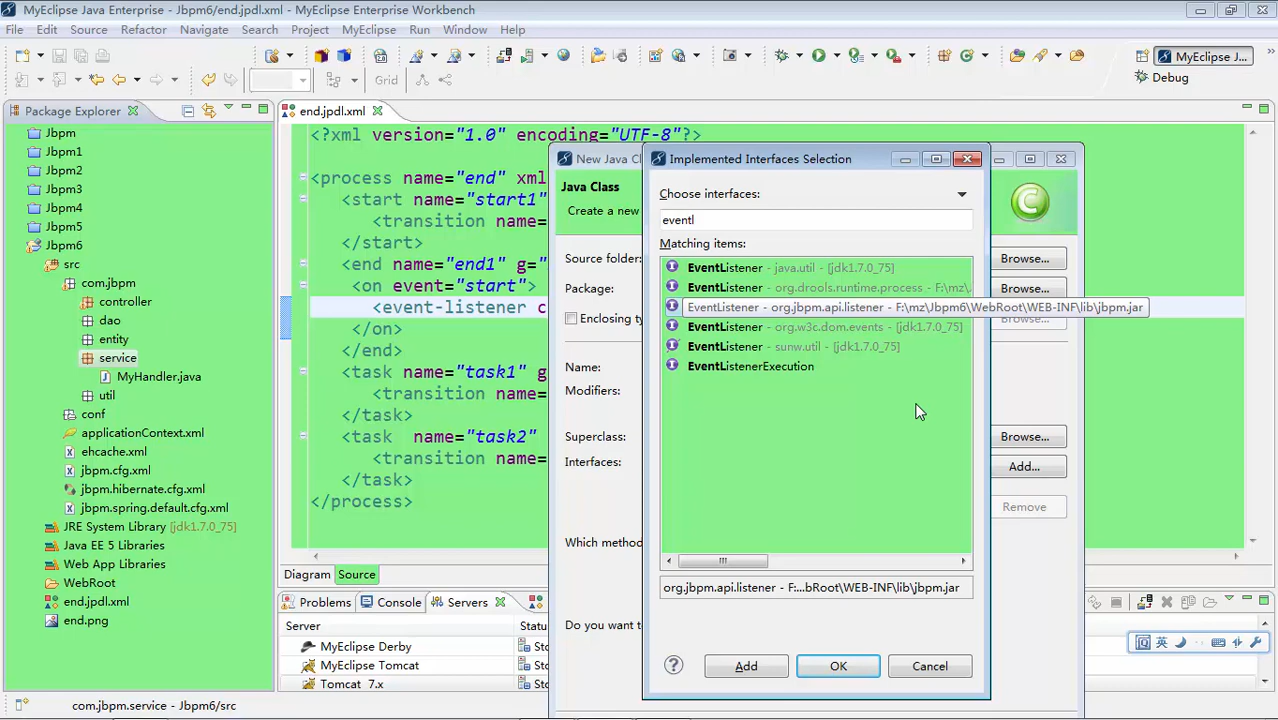 MyEclipse Java Enterprise - Jbpm6/end.jpdl.xml - MyEclipse Enterprise Workbench
File Edit Source Refactor Navigate Search Project MyEclipse Run Window Help
MyEclipse J...
Grid
Debug
Package Explorer
end.jpdl.xml
Jbpm
Jbpm1
Jbpm2
Jbpm3
Jbpm4
Jbpm5
Jbpm6
src
com.jbpm
controller
dao
entity
service
MyHandler.java
util
conf
applicationContext.xml
ehcache.xml
jbpm.cfg.xml
jbpm.hibernate.cfg.xml
jbpm.spring.default.cfg.xml
JRE System Library [jdk1.7.0_75]
Java EE 5 Libraries
Web App Libraries
WebRoot
end.jpdl.xml
end.png
<?xml version="1.0" encoding="UTF-8"?>
<process name="end" xml
<start name="start1"
<transition name=
</start>
<end name="end1" g=
<on event="start">
<event-listener c
</on>
</end>
<task name="task1" g
<transition name=
</task>
<task name="task2"
<transition name=
</task>
</process>
Diagram Source
New Java Cl
Java Class
Create a new
Source folder:
Browse...
Package:
Browse...
Enclosing ty
Browse...
Name:
Modifiers:
Superclass:
Browse...
Interfaces:
Add...
Remove
Which method
Do you want t
Implemented Interfaces Selection
Choose interfaces:
eventl
Matching items:
EventListener - java.util - [jdk1.7.0_75]
EventListener - org.drools.runtime.process - F:\mz\.
EventListener - org.jbpm.api.listener - F:\mz\Jbpm6\WebRoot\WEB-INF\lib\jbpm.jar
EventListener - org.w3c.dom.events - [jdk1.7.0_75]
EventListener - sunw.util - [jdk1.7.0_75]
EventListenerExecution
org.jbpm.api.listener - F:...bRoot\WEB-INF\lib\jbpm.jar
Add OK Cancel
Problems Console Servers
Server Status
MyEclipse Derby Sto
MyEclipse Tomcat Sto
Tomcat 7.x Sto
英
com.jbpm.service - Jbpm6/src